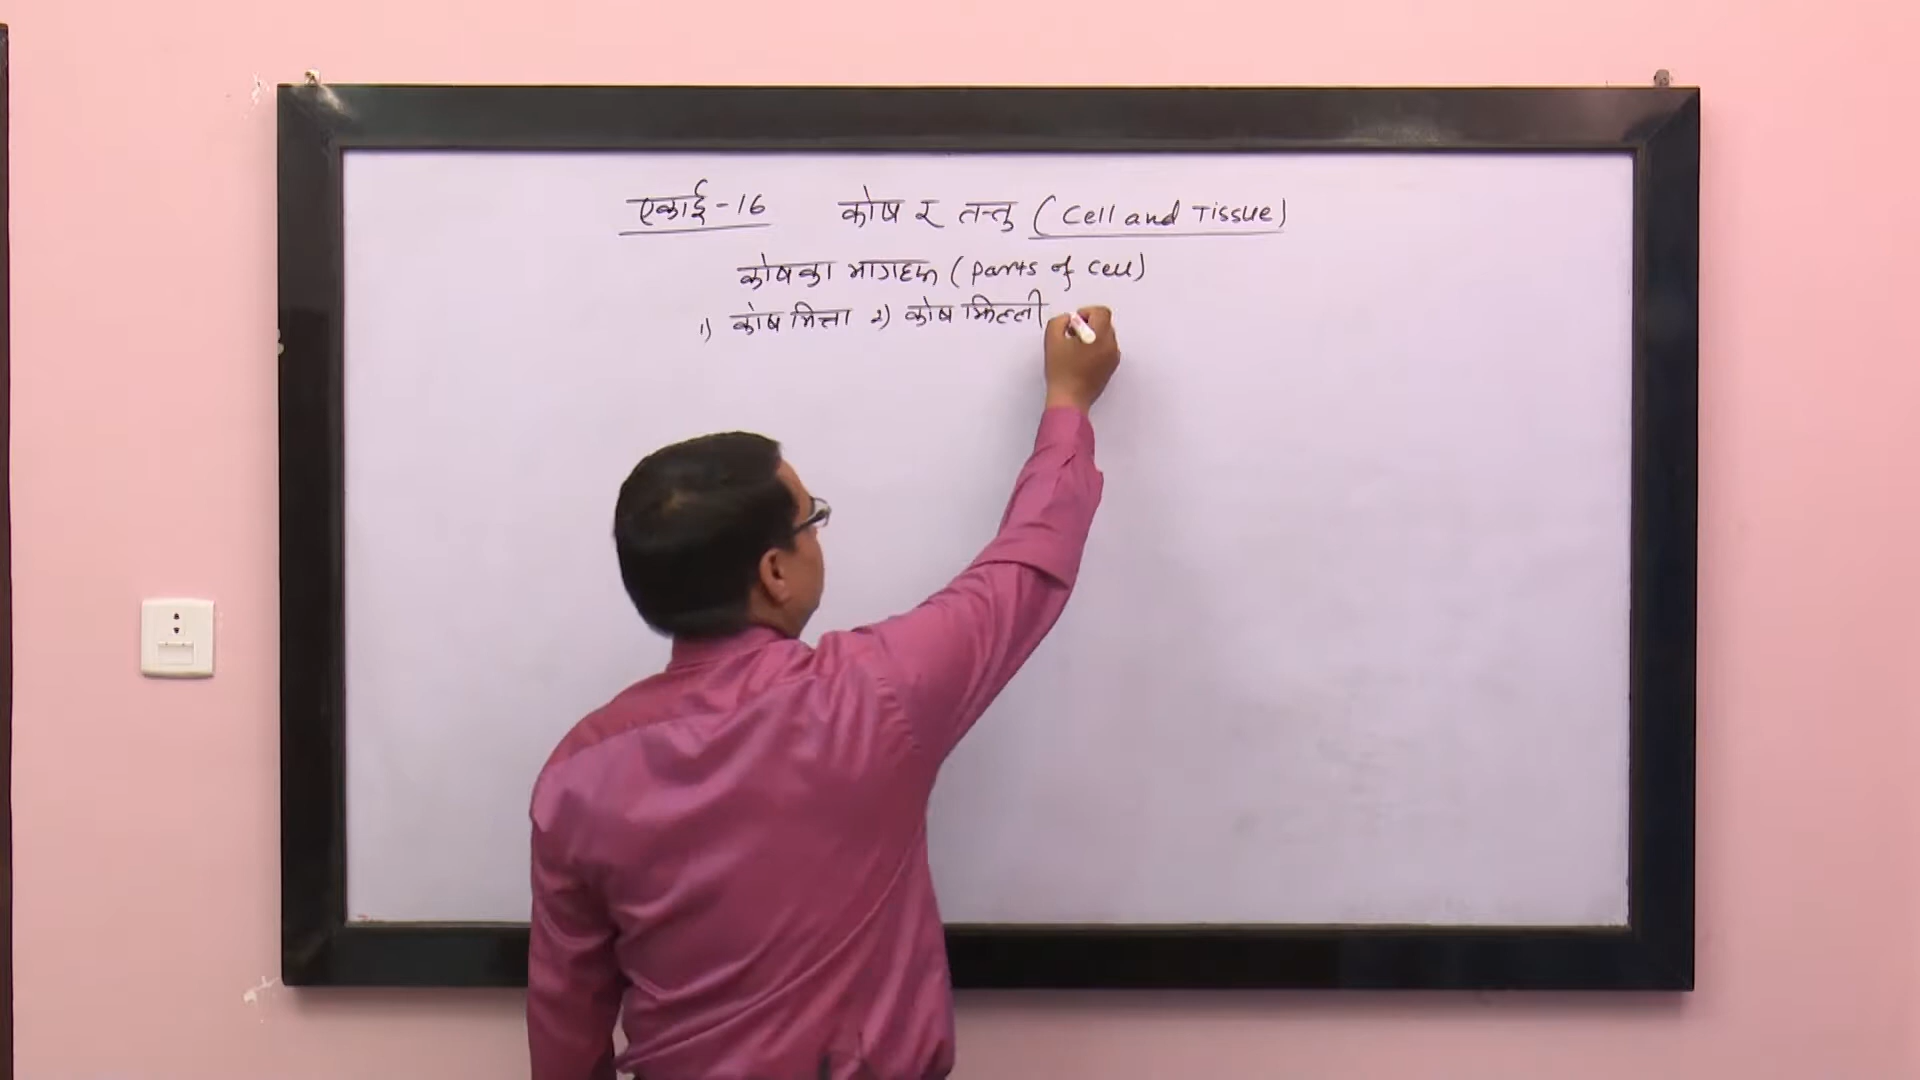 एकाई-16 कोष र तन्तु (Cell and Tissue)
कोषका भागहरू (Parts of Cell)
1) कोष भित्ता 2) कोष झिल्ली